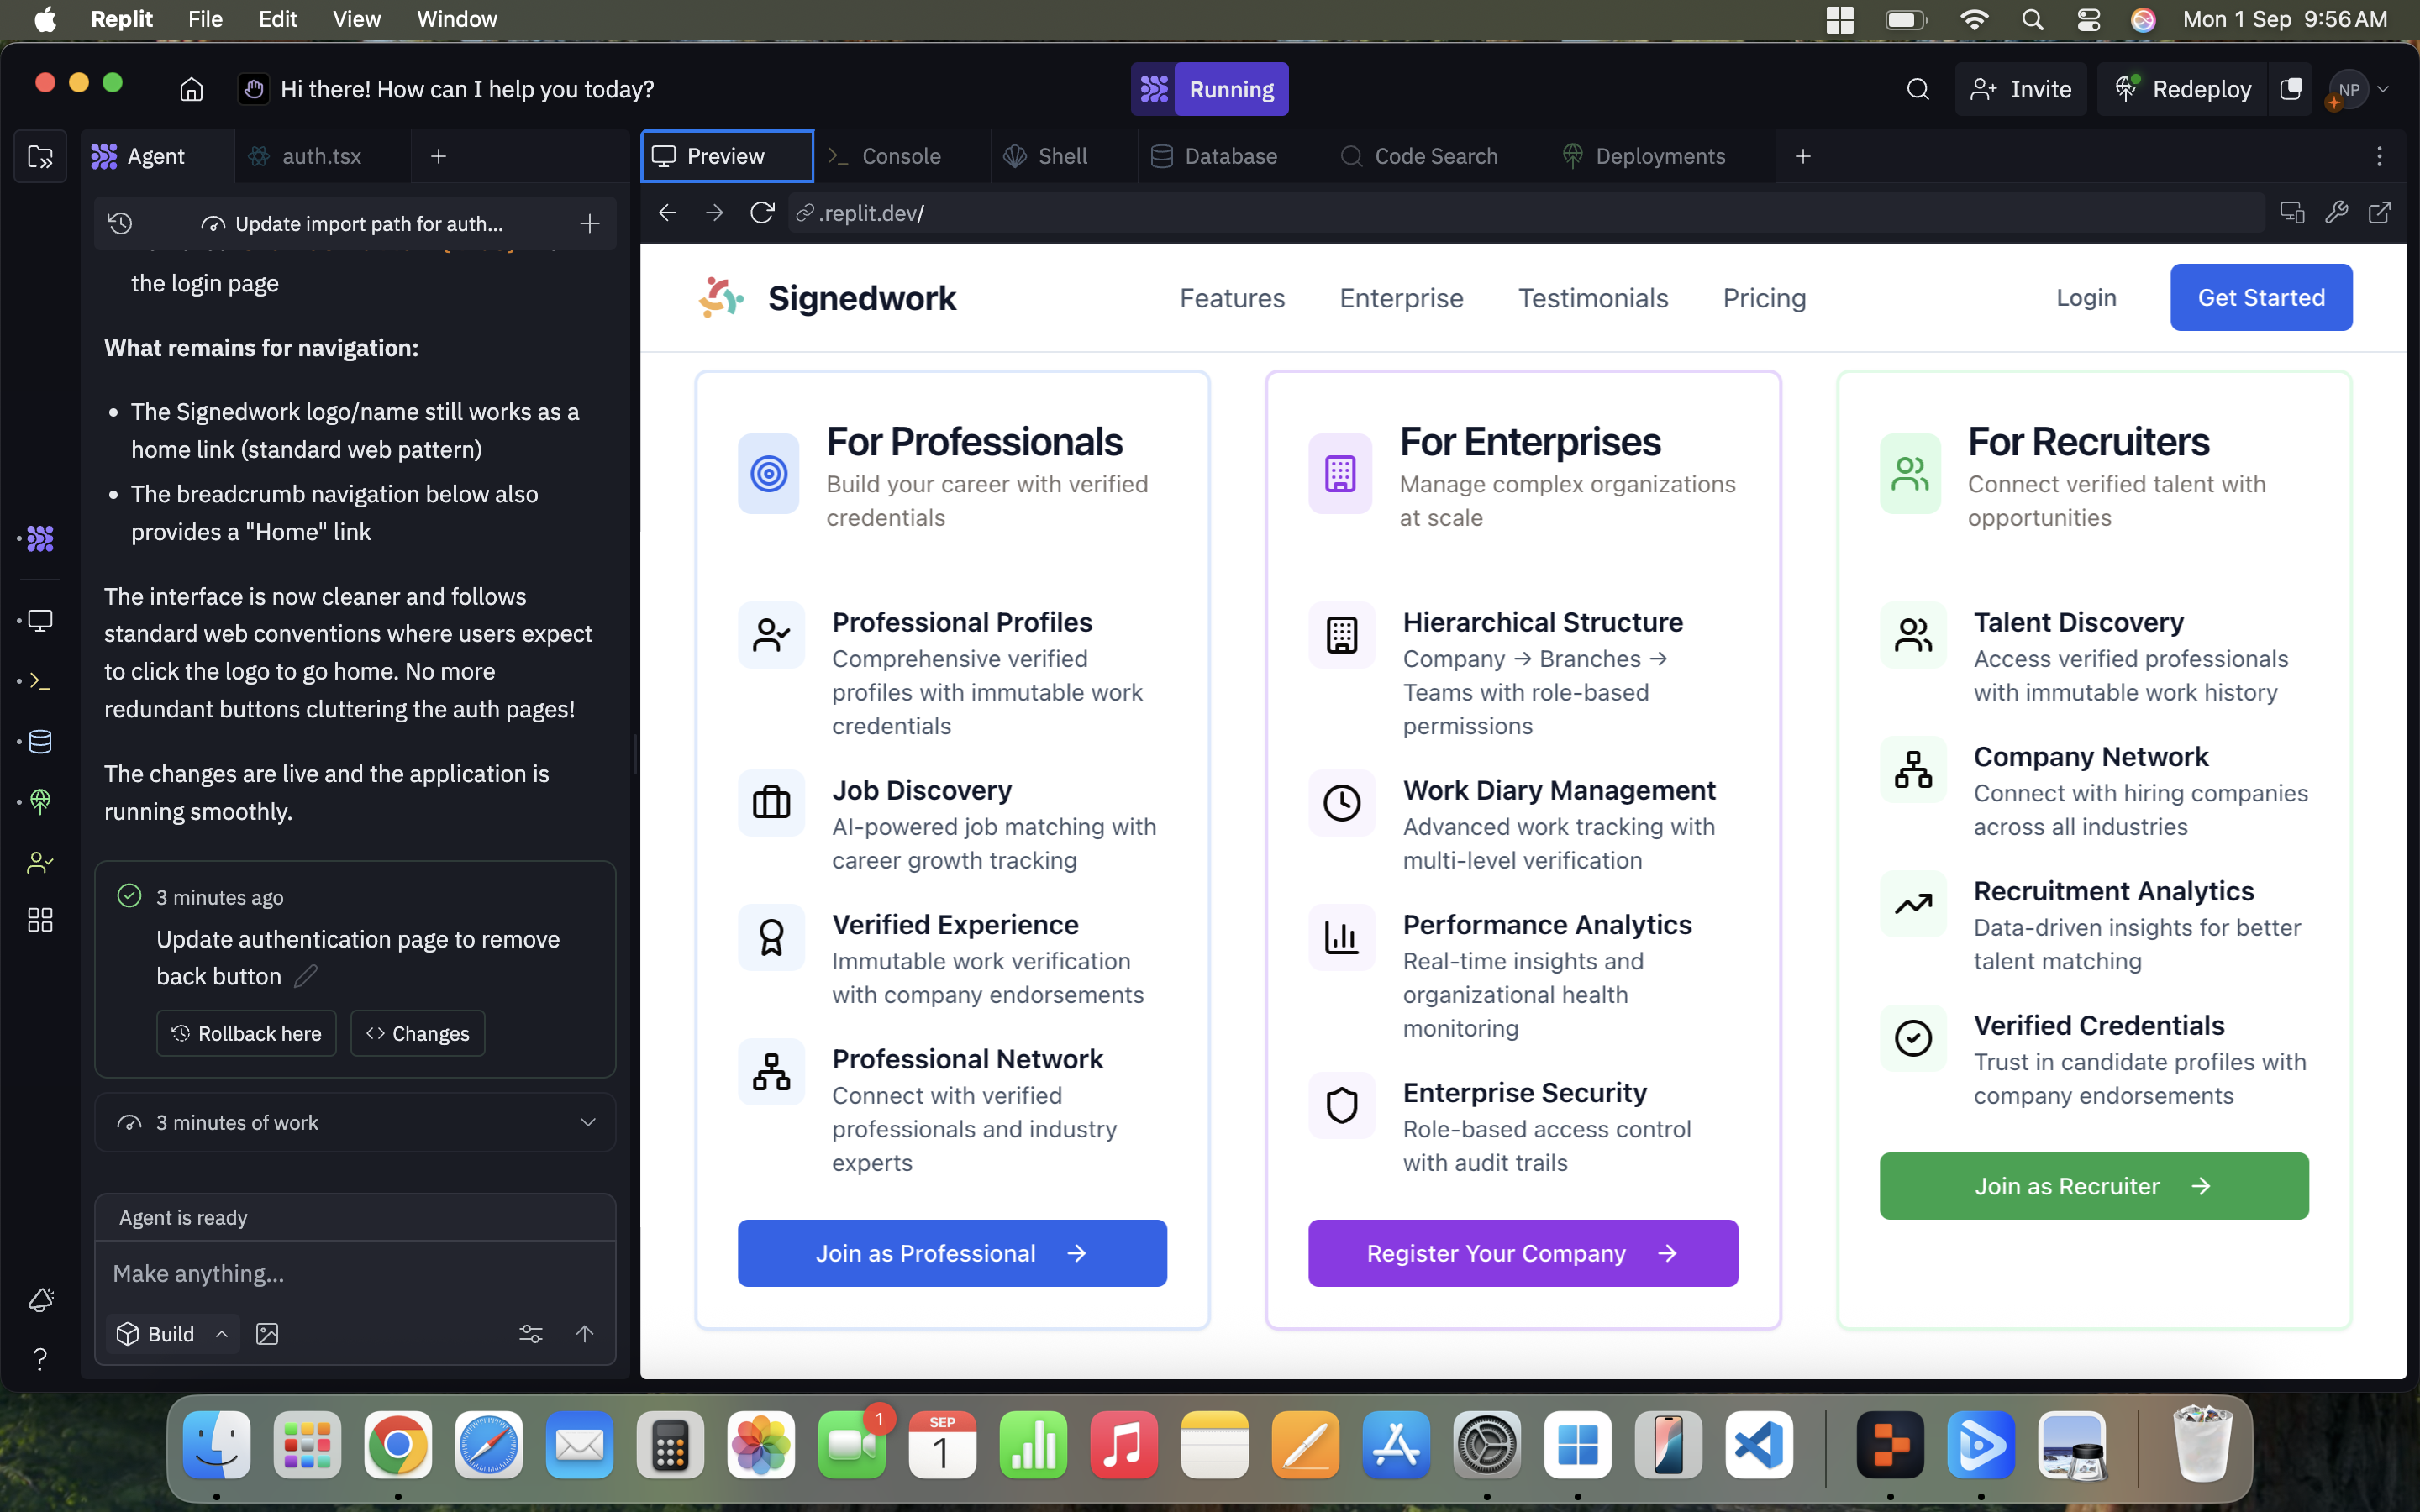 Replit File Edit View Window
Mon 1 Sep 9:56 AM
Hi there! How can I help you today?
Running
Invite
Redeploy
NP
Agent
auth.tsx
Update import path for auth...
the login page
What remains for navigation:
• The Signedwork logo/name still works as a
home link (standard web pattern)
• The breadcrumb navigation below also
provides a "Home" link
The interface is now cleaner and follows
standard web conventions where users expect
to click the logo to go home. No more
redundant buttons cluttering the auth pages!
The changes are live and the application is
running smoothly.
3 minutes ago
Update authentication page to remove
back button
Rollback here
Changes
3 minutes of work
Agent is ready
Make anything...
Build
Preview
Console
Shell
Database
Code Search
Deployments
.replit.dev/
Signedwork
Features
Enterprise
Testimonials
Pricing
Login
Get Started
For Professionals
Build your career with verified
credentials
Professional Profiles
Comprehensive verified
profiles with immutable work
credentials
Job Discovery
AI-powered job matching with
career growth tracking
Verified Experience
Immutable work verification
with company endorsements
Professional Network
Connect with verified
professionals and industry
experts
Join as Professional →
For Enterprises
Manage complex organizations
at scale
Hierarchical Structure
Company → Branches →
Teams with role-based
permissions
Work Diary Management
Advanced work tracking with
multi-level verification
Performance Analytics
Real-time insights and
organizational health
monitoring
Enterprise Security
Role-based access control
with audit trails
Register Your Company →
For Recruiters
Connect verified talent with
opportunities
Talent Discovery
Access verified professionals
with immutable work history
Company Network
Connect with hiring companies
across all industries
Recruitment Analytics
Data-driven insights for better
talent matching
Verified Credentials
Trust in candidate profiles with
company endorsements
Join as Recruiter →
1
SEP
1